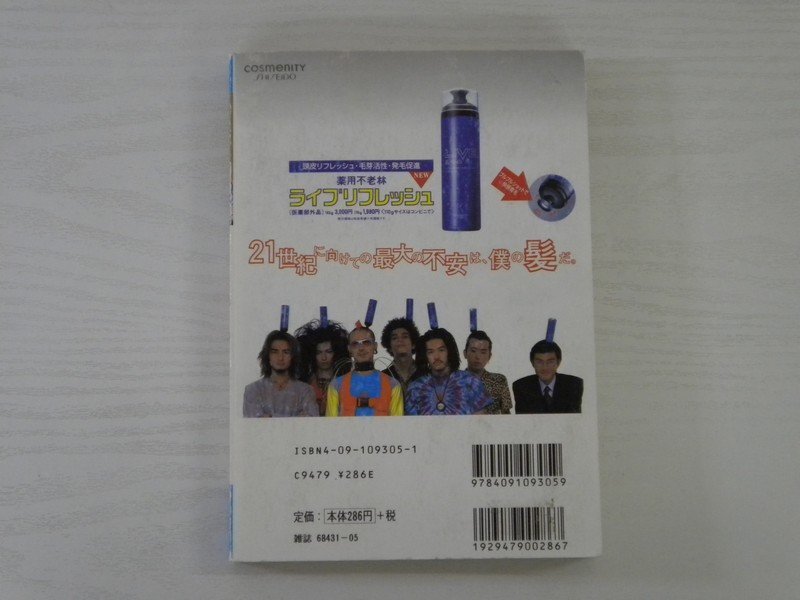 COSMENITY
SHISEIDO
頭皮リフレッシュ・毛芽活性・発毛促進
NEW
薬用不老林
ライブリフレッシュ
LIVE
21世紀に向けての最大の不安は、僕の髪だ。
ISBN4-09-109305-1
C9479 ¥286E
9784091093059
定価：本体286円+税
雑誌 68431-05
1929479002867